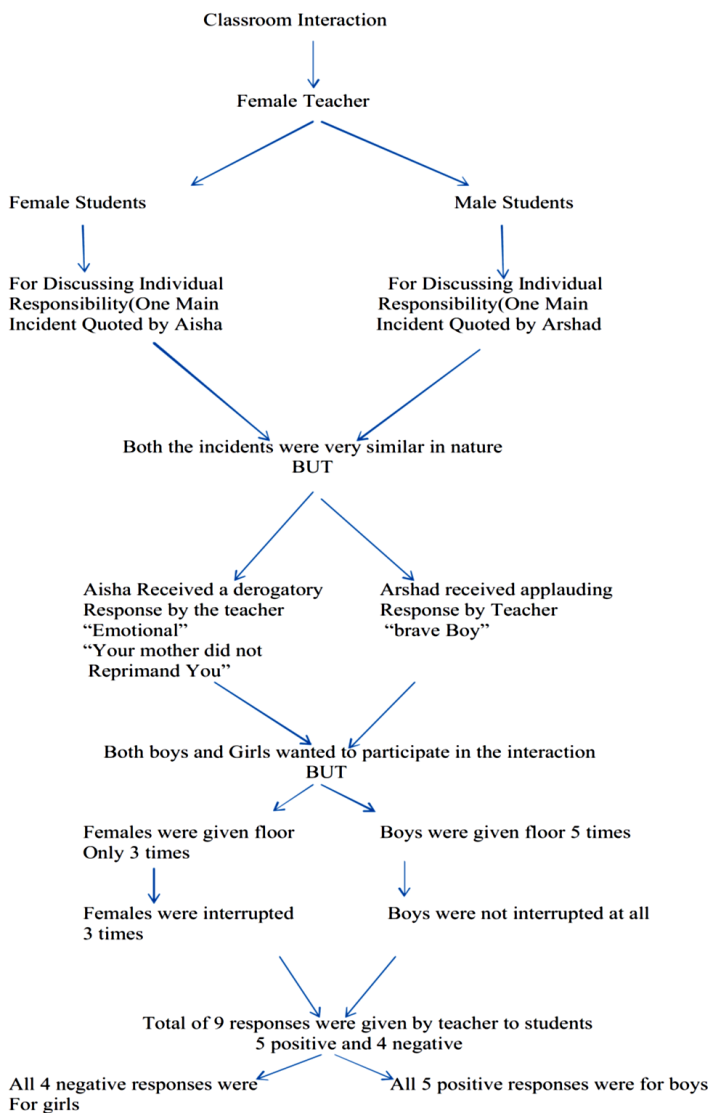 Classroom Interaction
Female Teacher
Female Students
Male Students
For Discussing Individual
Responsibility(One Main
Incident Quoted by Aisha
For Discussing Individual
Responsibility(One Main
Incident Quoted by Arshad
Both the incidents were very similar in nature
BUT
Aisha Received a derogatory
Response by the teacher
“Emotional”
“Your mother did not
Reprimand You”
Arshad received applauding
Response by Teacher
“brave Boy”
Both boys and Girls wanted to participate in the interaction
BUT
Females were given floor
Only 3 times
Boys were given floor 5 times
Females were interrupted
3 times
Boys were not interrupted at all
Total of 9 responses were given by teacher to students
5 positive and 4 negative
All 4 negative responses were
For girls
All 5 positive responses were for boys